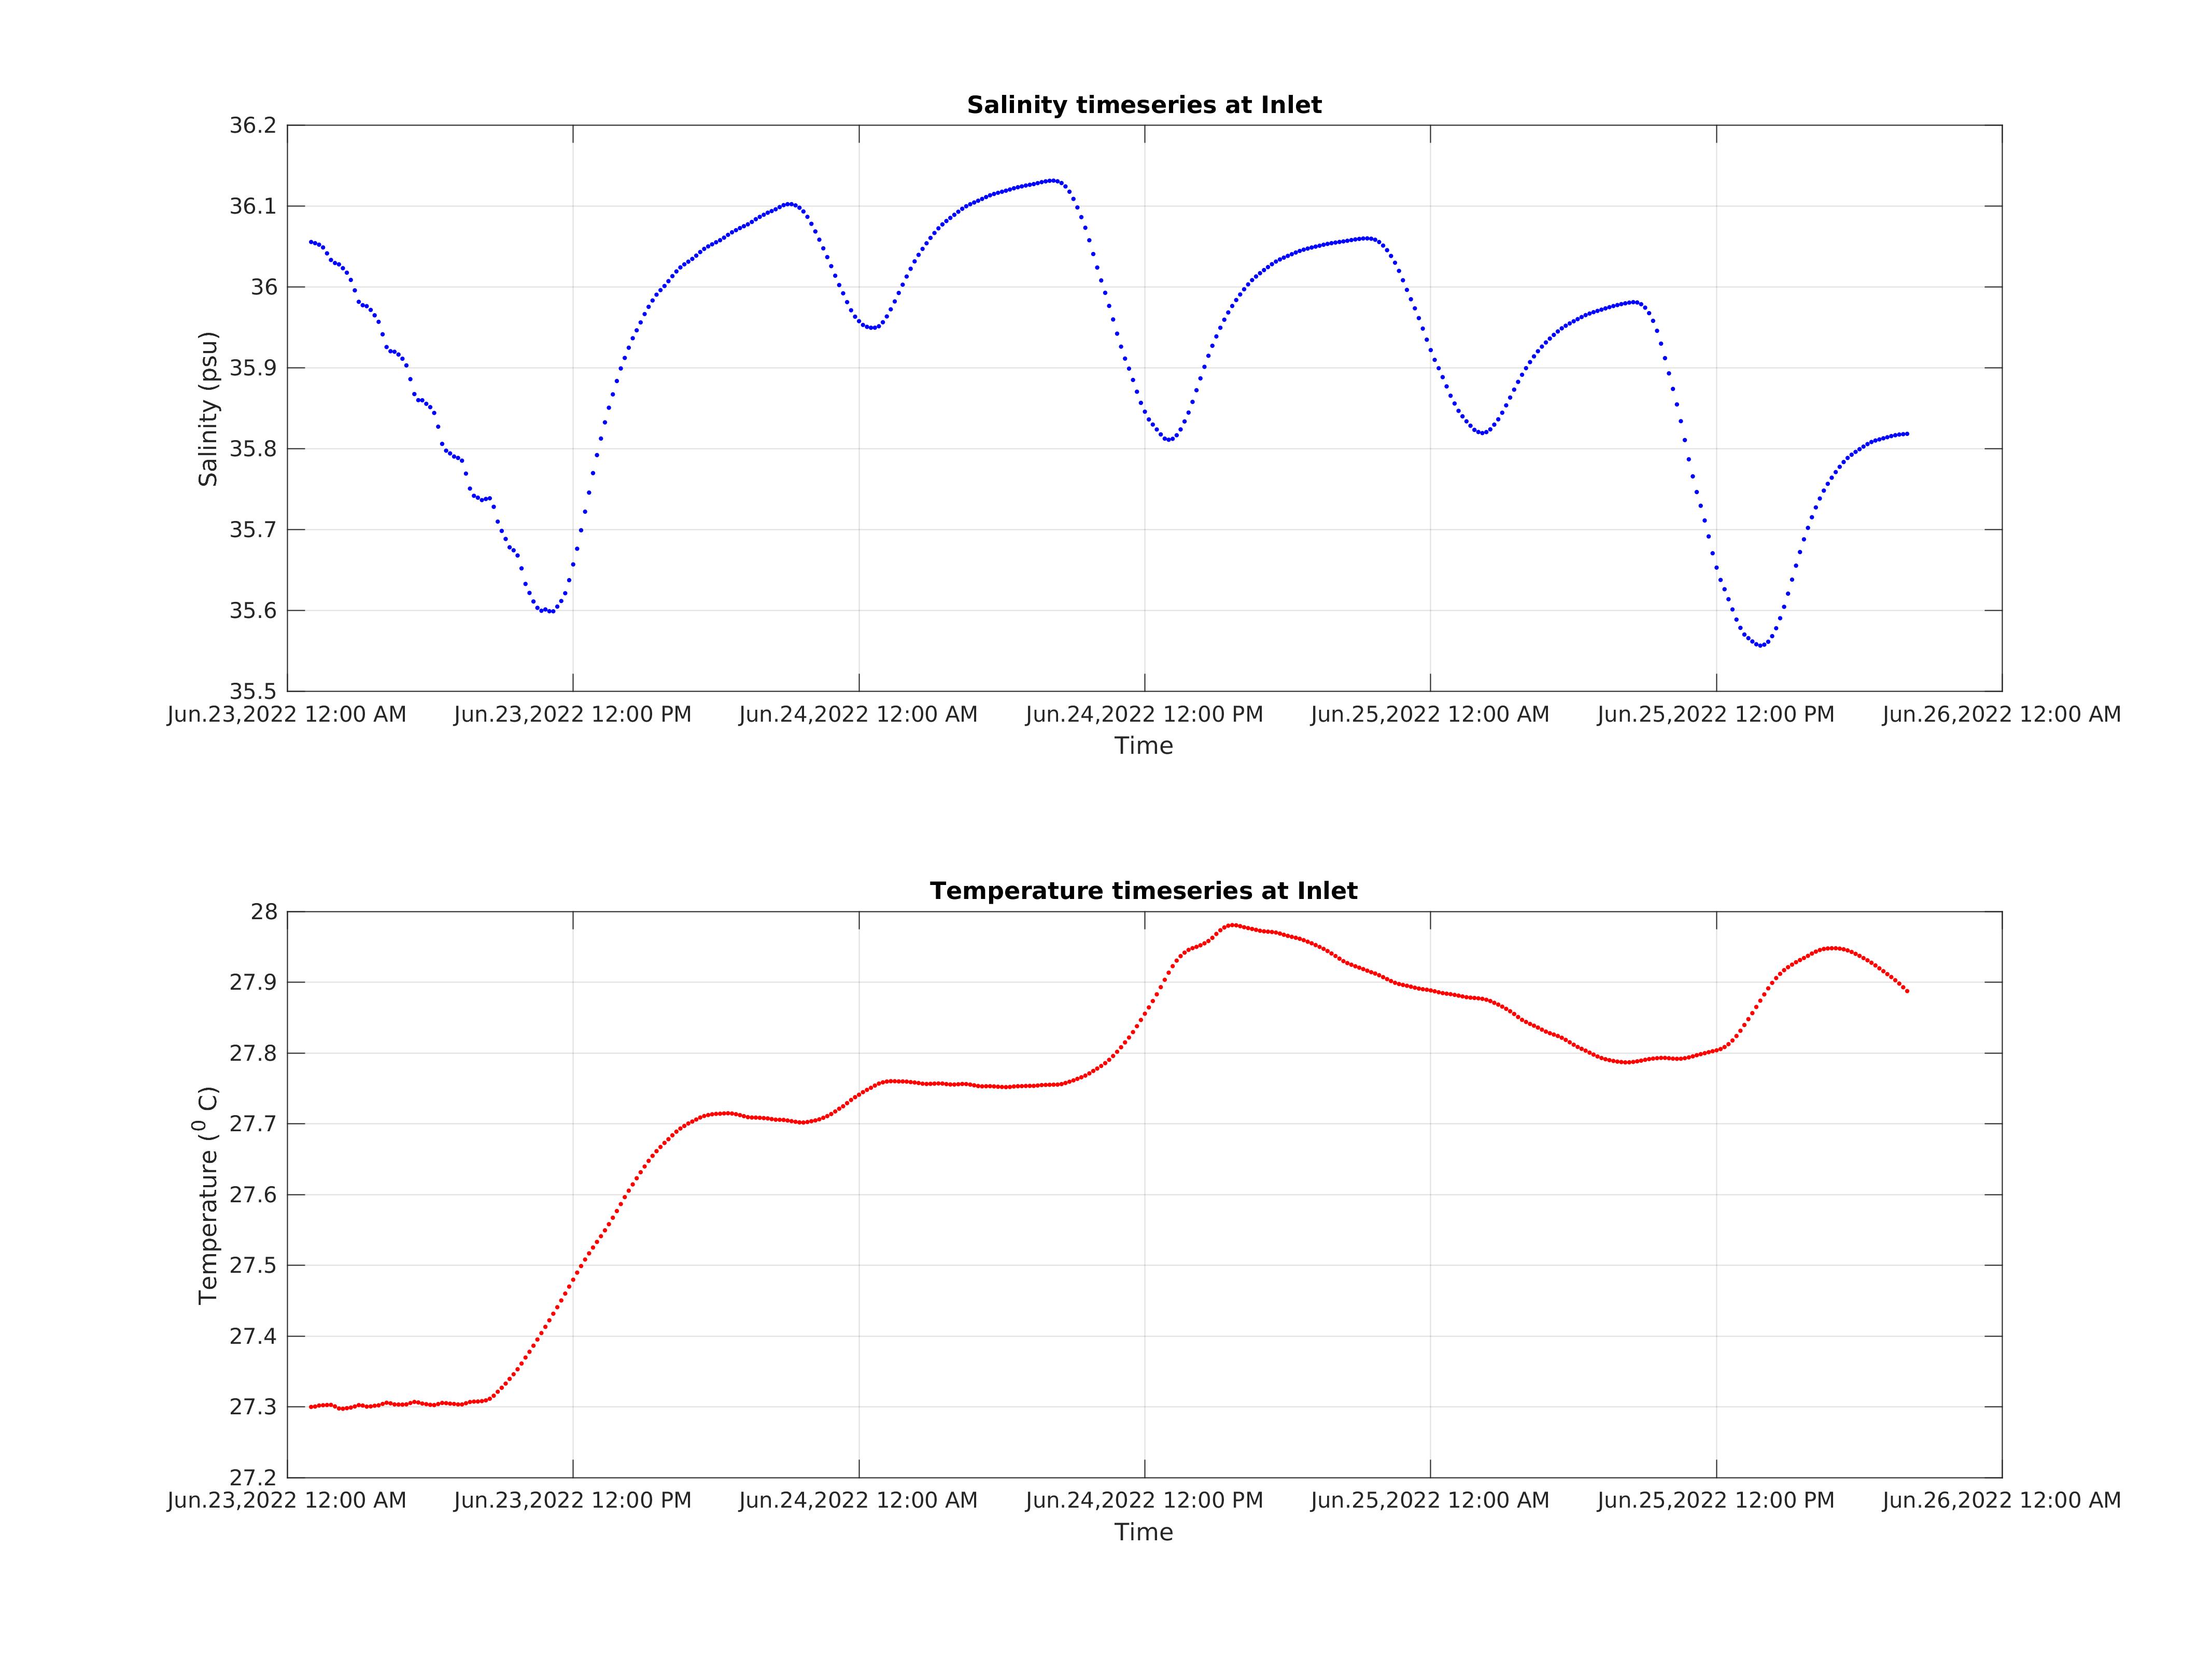 Salinity timeseries at Inlet
36.2
36.1
36
35.9
35.8
35.7
35.6
35.5
Salinity (psu)
Jun.23,2022 12:00 AM Jun.23,2022 12:00 PM Jun.24,2022 12:00 AM Jun.24,2022 12:00 PM Jun.25,2022 12:00 AM Jun.25,2022 12:00 PM Jun.26,2022 12:00 AM
Time
Temperature timeseries at Inlet
28
27.9
27.8
27.7
27.6
27.5
27.4
27.3
27.2
Temperature (⁰ C)
Jun.23,2022 12:00 AM Jun.23,2022 12:00 PM Jun.24,2022 12:00 AM Jun.24,2022 12:00 PM Jun.25,2022 12:00 AM Jun.25,2022 12:00 PM Jun.26,2022 12:00 AM
Time